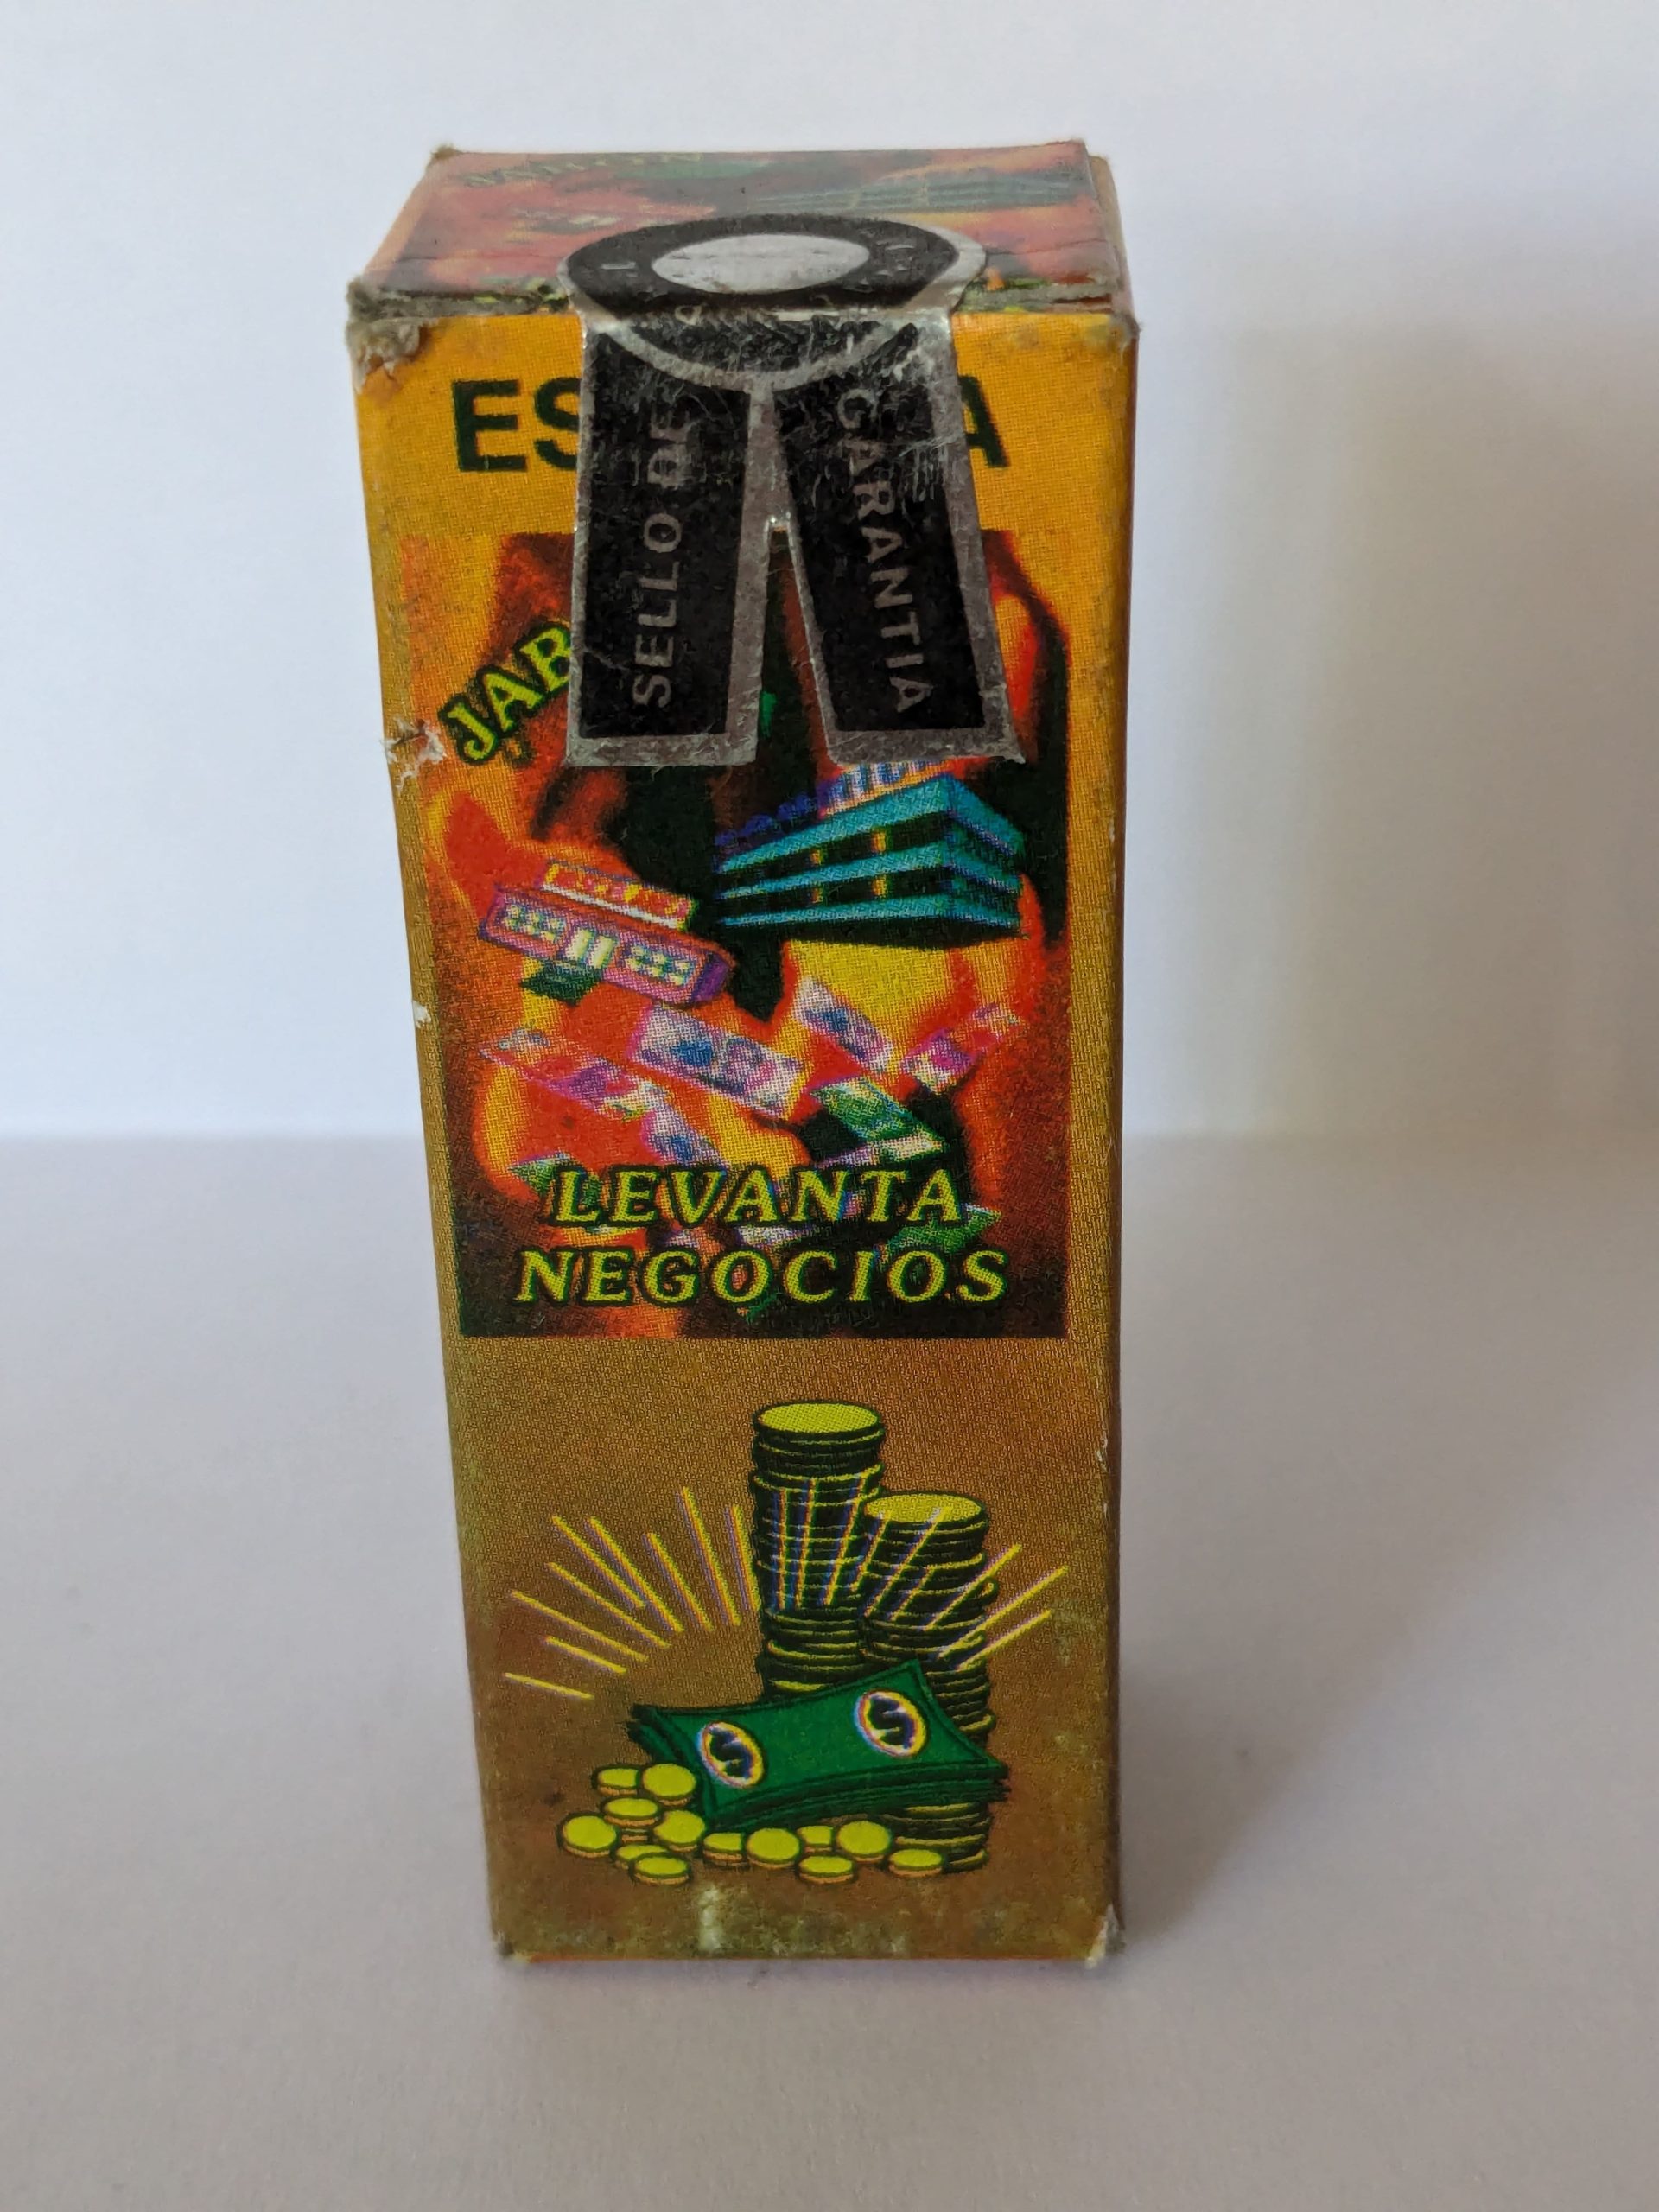 ES A
SELLO DE
GARANTIA
JAB
LEVANTA
NEGOCIOS
$ $